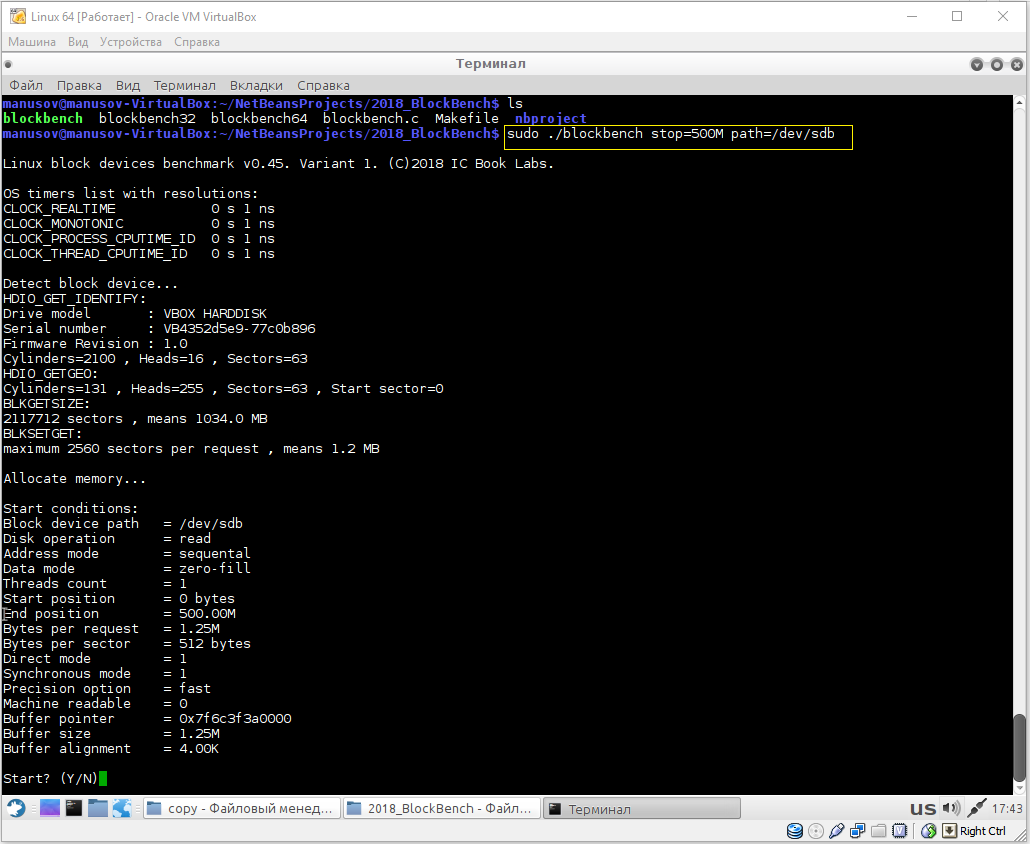 Linux 64 [Работает] - Oracle VM VirtualBox
Машина Вид Устройства Справка
Терминал
Файл Правка Вид Терминал Вкладки Справка
manusov@manusov-VirtualBox:~/NetBeansProjects/2018_BlockBench$ ls
blockbench blockbench32 blockbench64 blockbench.c Makefile nbproject
manusov@manusov-VirtualBox:~/NetBeansProjects/2018_BlockBench$ sudo ./blockbench stop=500M path=/dev/sdb
Linux block devices benchmark v0.45. Variant 1. (C)2018 IC Book Labs.
OS timers list with resolutions:
CLOCK_REALTIME 0 s 1 ns
CLOCK_MONOTONIC 0 s 1 ns
CLOCK_PROCESS_CPUTIME_ID 0 s 1 ns
CLOCK_THREAD_CPUTIME_ID 0 s 1 ns
Detect block device...
HDIO_GET_IDENTIFY:
Drive model : VBOX HARDDISK
Serial number : VB4352d5e9-77c0b896
Firmware Revision : 1.0
Cylinders=2100 , Heads=16 , Sectors=63
HDIO_GETGEO:
Cylinders=131 , Heads=255 , Sectors=63 , Start sector=0
BLKGETSIZE:
2117712 sectors , means 1034.0 MB
BLKSETGET:
maximum 2560 sectors per request , means 1.2 MB
Allocate memory...
Start conditions:
Block device path = /dev/sdb
Disk operation = read
Address mode = sequental
Data mode = zero-fill
Threads count = 1
Start position = 0 bytes
End position = 500.00M
Bytes per request = 1.25M
Bytes per sector = 512 bytes
Direct mode = 1
Synchronous mode = 1
Precision option = fast
Machine readable = 0
Buffer pointer = 0x7f6c3f3a0000
Buffer size = 1.25M
Buffer alignment = 4.00K
Start? (Y/N)
copy - Файловый менед... 2018_BlockBench - Файл... Терминал us 17:43
Right Ctrl